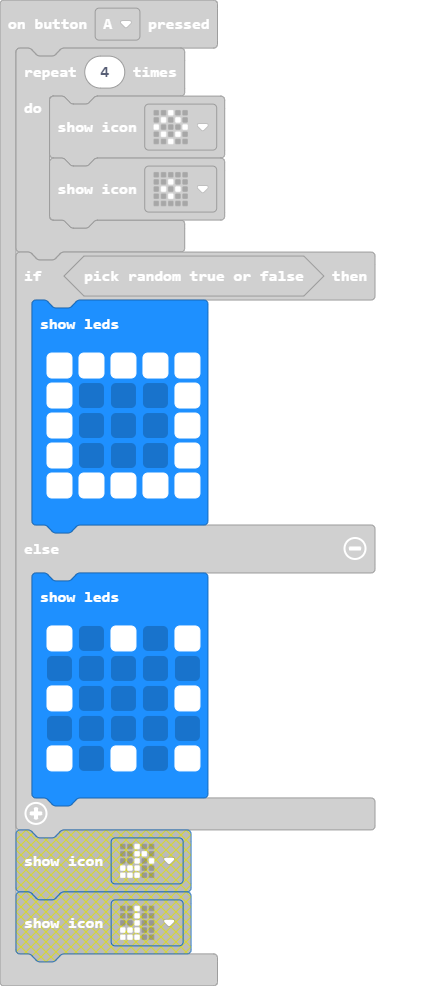 on button A pressed
repeat 4 times
do
show icon
show icon
if pick random true or false then
show leds
else
show leds
show icon
show icon